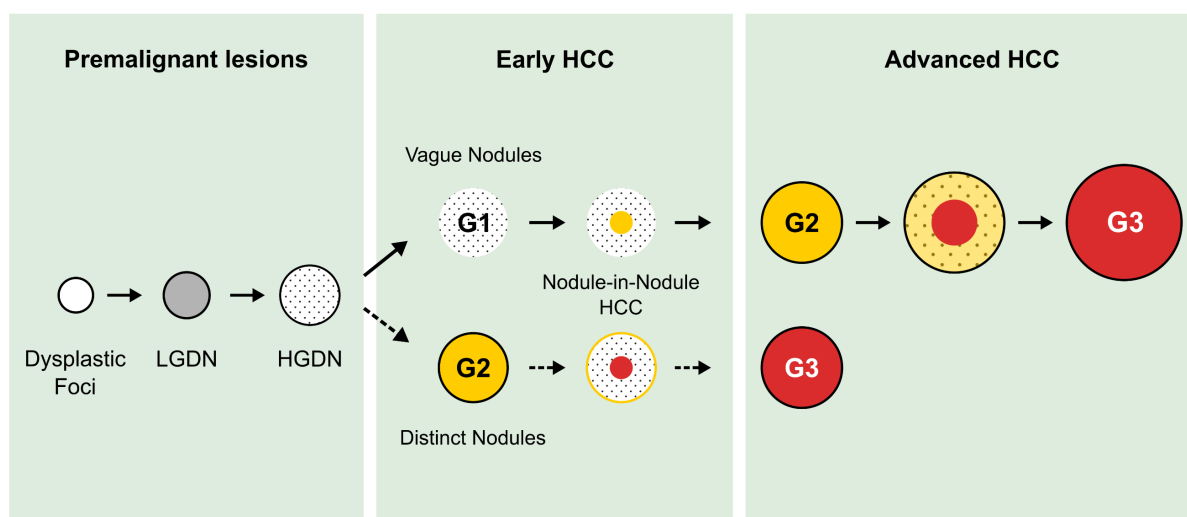 Premalignant lesions
Dysplastic
Foci
LGDN
HGDN
Early HCC
Vague Nodules
G1
Nodule-in-Nodule
HCC
G2
Distinct Nodules
Advanced HCC
G2
G3
G3